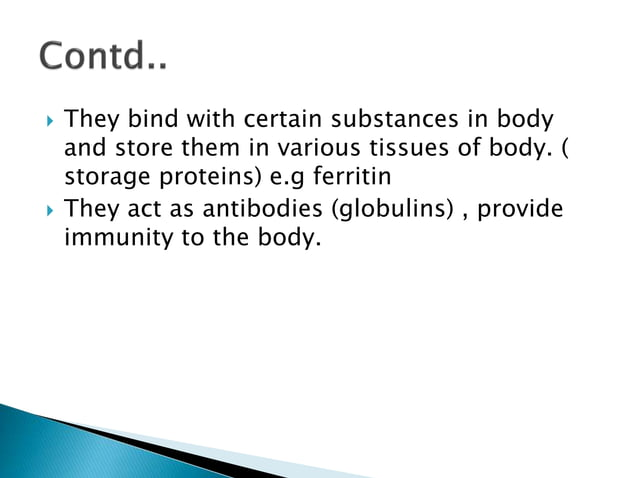 Contd..
They bind with certain substances in body
and store them in various tissues of body. (
storage proteins) e.g ferritin
They act as antibodies (globulins) , provide
immunity to the body.